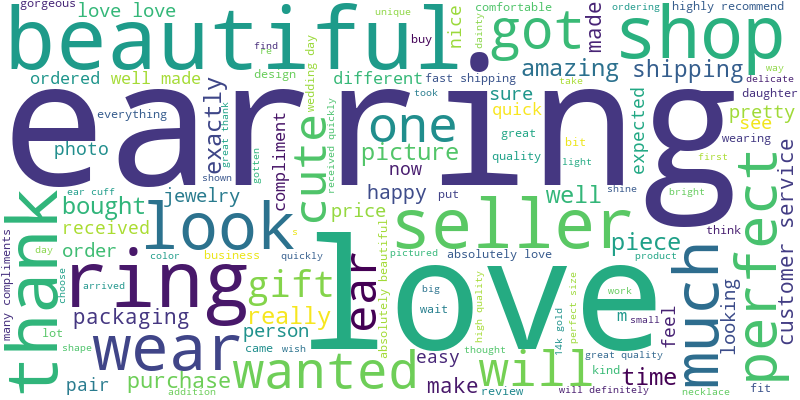 gorgeous
love love
unique
comfortable
ordering
highly recommend
beautiful
got
shop
nice
dainty
made
find
re
buy
amazing
shipping
ordered
well made
design
wedding day
different
fast shipping
took
sure
take
way
delicate
daughter
earring
everything
exactly
great thank
received quickly
one
quick
great
expected
bit
see
pretty
wearing
photo
compliment
cute
picture
quality
light
first
shown
gotten
now
ear cuff
jewelry
happy
put
well
shine
bright
perfect
customer service
thank
bought
look
price
seller
piece
think
received
many compliments
day
order
color
business
s
quickly
ear
absolutely beautiful
pictured
absolutely love
product
choose
arrived
ring
gift
love
big
wait
high quality
perfect size
work
much
looking
packaging
really
m
small
feel
lot
person
wear
came
wish
easy
thought
14k gold
great quality
shape
pair
purchase
addition
wanted
make
review
will
kind
will definitely
time
necklace
fit